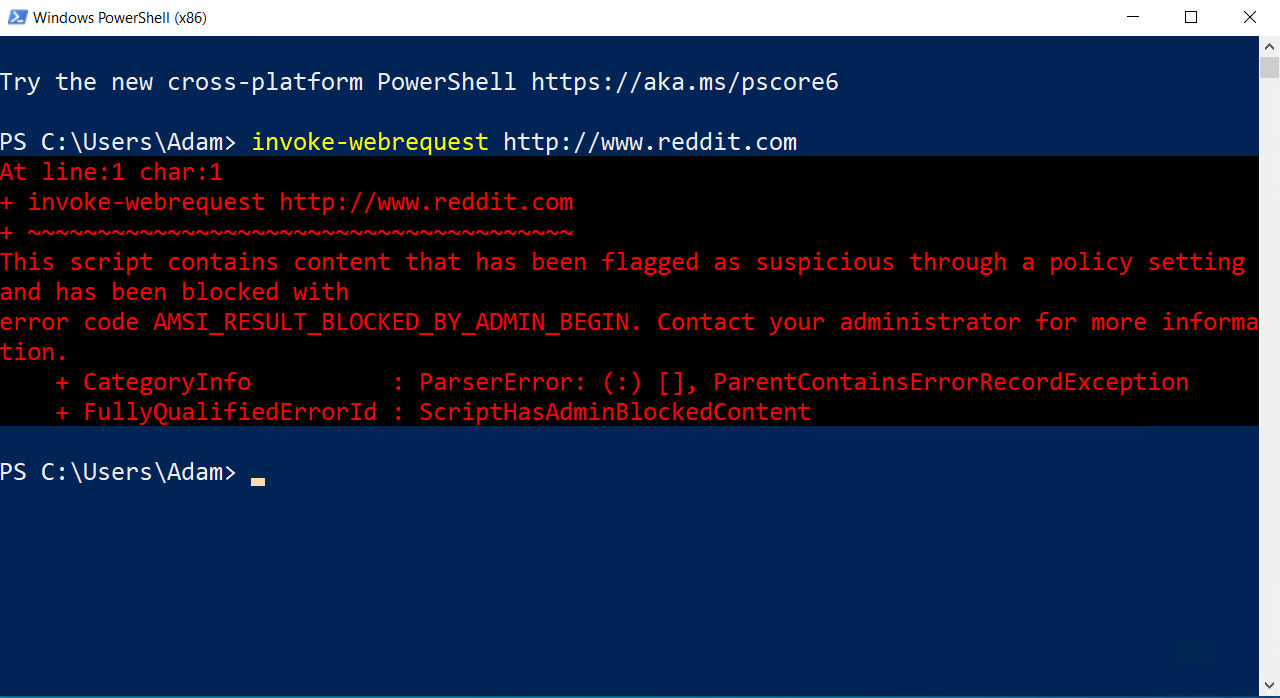 Windows PowerShell (x86)
Try the new cross-platform PowerShell https://aka.ms/pscore6
PS C:\Users\Adam> invoke-webrequest http://www.reddit.com
At line:1 char:1
+ invoke-webrequest http://www.reddit.com
+ ~~~~~~~~~~~~~~~~~~~~~~~~~~~~~~~~~~~~~~~
This script contains content that has been flagged as suspicious through a policy setting
and has been blocked with
error code AMSI_RESULT_BLOCKED_BY_ADMIN_BEGIN. Contact your administrator for more informa
tion.
    + CategoryInfo          : ParserError: (:) [], ParentContainsErrorRecordException
    + FullyQualifiedErrorId : ScriptHasAdminBlockedContent
PS C:\Users\Adam>